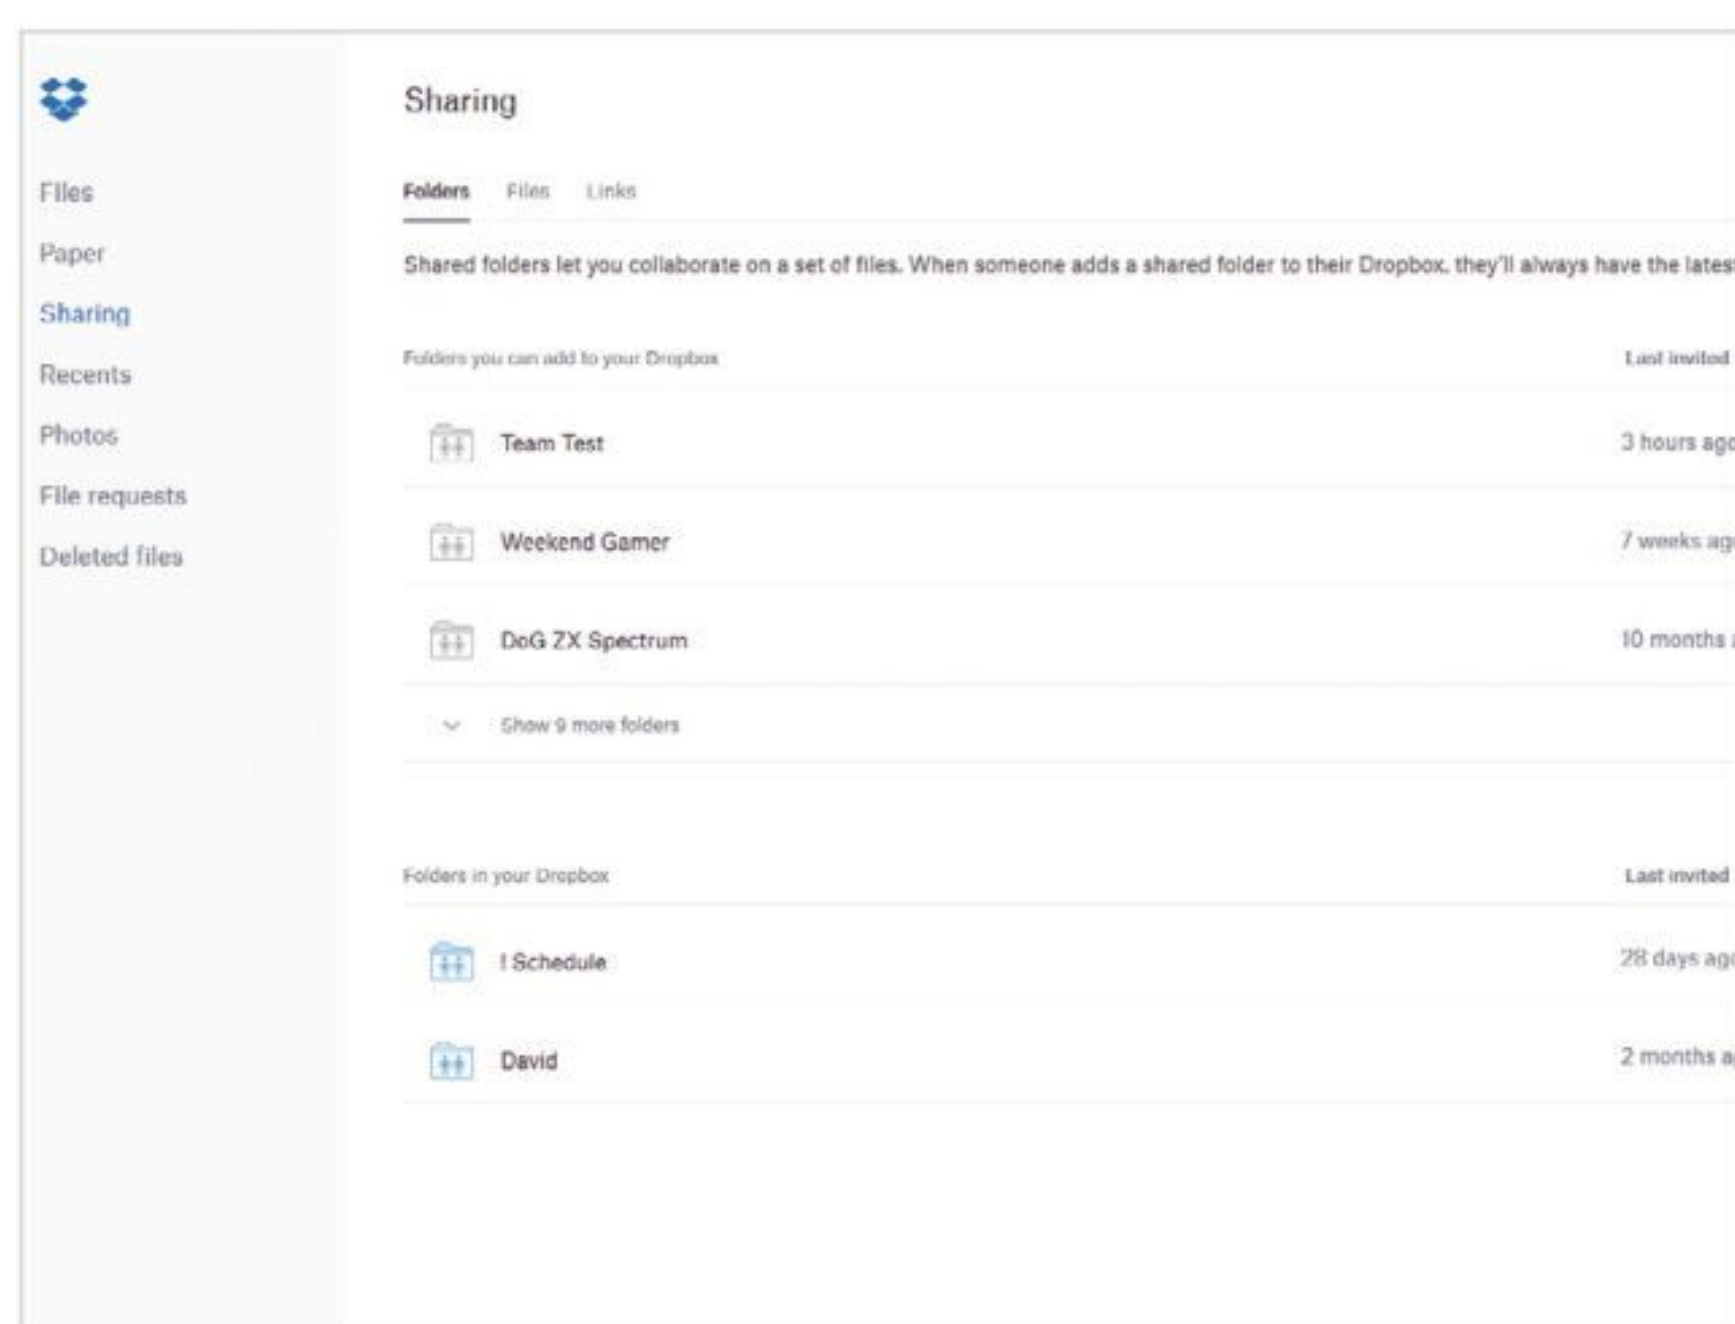 Sharing
Files
Paper
Sharing
Recents
Photos
File requests
Deleted files
Folders Files Links
Shared folders let you collaborate on a set of files. When someone adds a shared folder to their Dropbox, they'll always have the latest
Folders you can add to your Dropbox Last invited
Team Test 3 hours ago
Weekend Gamer 7 weeks ago
DoG ZX Spectrum 10 months
Show 9 more folders
Folders in your Dropbox Last invited
! Schedule 28 days ago
David 2 months